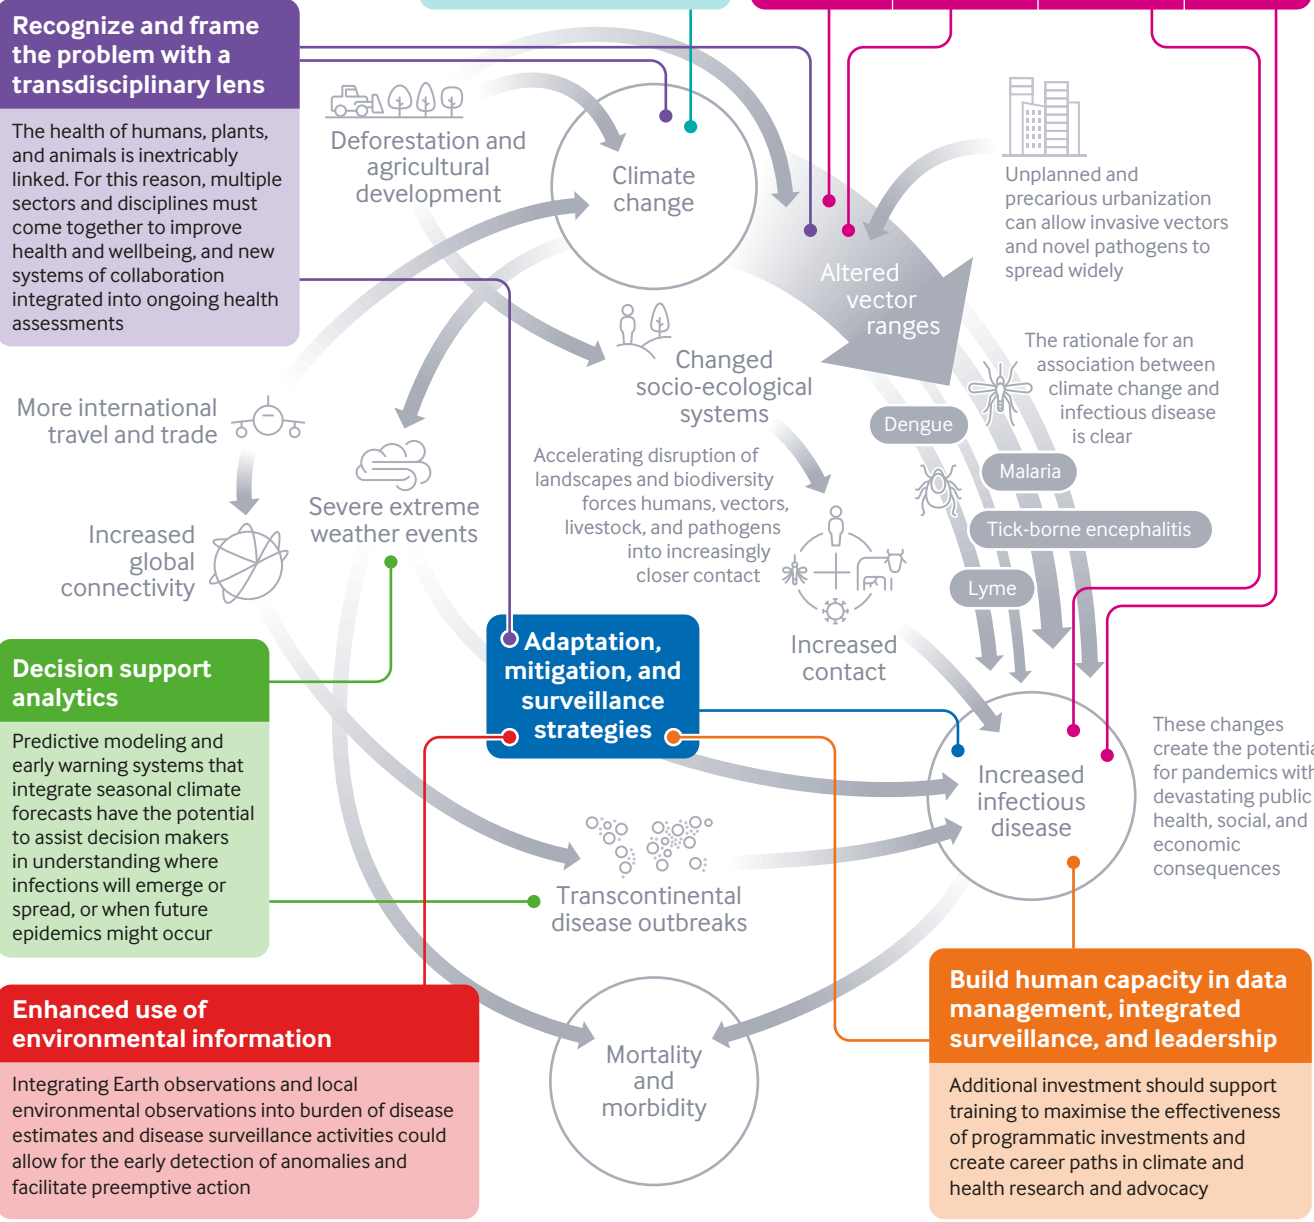 Recognize and frame
the problem with a
transdisciplinary lens
The health of humans, plants,
and animals is inextricably
linked. For this reason, multiple
sectors and disciplines must
come together to improve
health and wellbeing, and new
systems of collaboration
integrated into ongoing health
assessments
Deforestation and
agricultural
development
Climate
change
Unplanned and
precarious urbanization
can allow invasive vectors
and novel pathogens to
spread widely
Altered
vector
ranges
The rationale for an
association between
climate change and
infectious disease
is clear
Changed
socio-ecological
systems
More international
travel and trade
Dengue
Malaria
Tick-borne encephalitis
Lyme
Accelerating disruption of
landscapes and biodiversity
forces humans, vectors,
livestock, and pathogens
into increasingly
closer contact
Severe extreme
weather events
Increased
global
connectivity
Increased
contact
Decision support
analytics
Predictive modeling and
early warning systems that
integrate seasonal climate
forecasts have the potential
to assist decision makers
in understanding where
infections will emerge or
spread, or when future
epidemics might occur
Adaptation,
mitigation, and
surveillance
strategies
Increased
infectious
disease
These changes
create the potentia
for pandemics with
devastating public
health, social, and
economic
consequences
Transcontinental
disease outbreaks
Enhanced use of
environmental information
Integrating Earth observations and local
environmental observations into burden of disease
estimates and disease surveillance activities could
allow for the early detection of anomalies and
facilitate preemptive action
Mortality
and
morbidity
Build human capacity in data
management, integrated
surveillance, and leadership
Additional investment should support
training to maximise the effectiveness
of programmatic investments and
create career paths in climate and
health research and advocacy